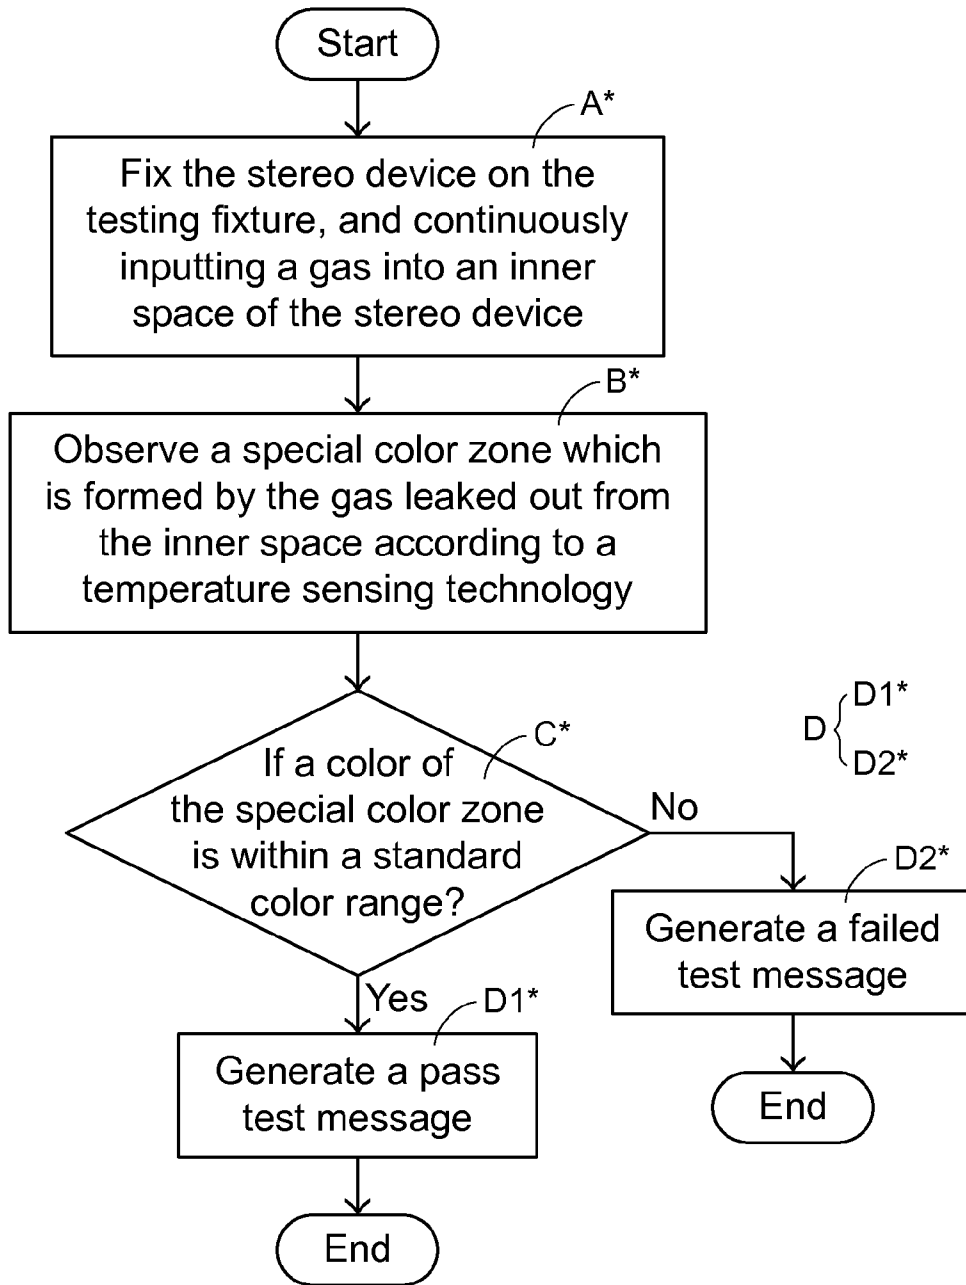 Start
A*
Fix the stereo device on the
testing fixture, and continuously
inputting a gas into an inner
space of the stereo device
B*
Observe a special color zone which
is formed by the gas leaked out from
the inner space according to a
temperature sensing technology
C*
If a color of
the special color zone
is within a standard
color range?
D
D1*
D2*
No
D2*
Generate a failed
test message
End
Yes
D1*
Generate a pass
test message
End